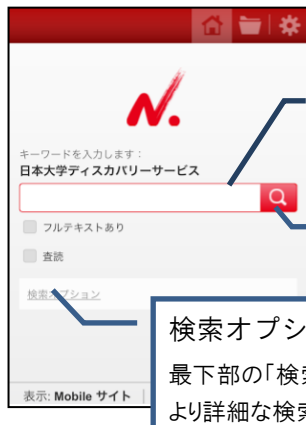 N.
キーワードを入力します：
日本大学ディスカバリーサービス
フルテキストあり
査読
検索オプション
検索オプシ
最下部の「検
より詳細な検
表示: Mobile サイト